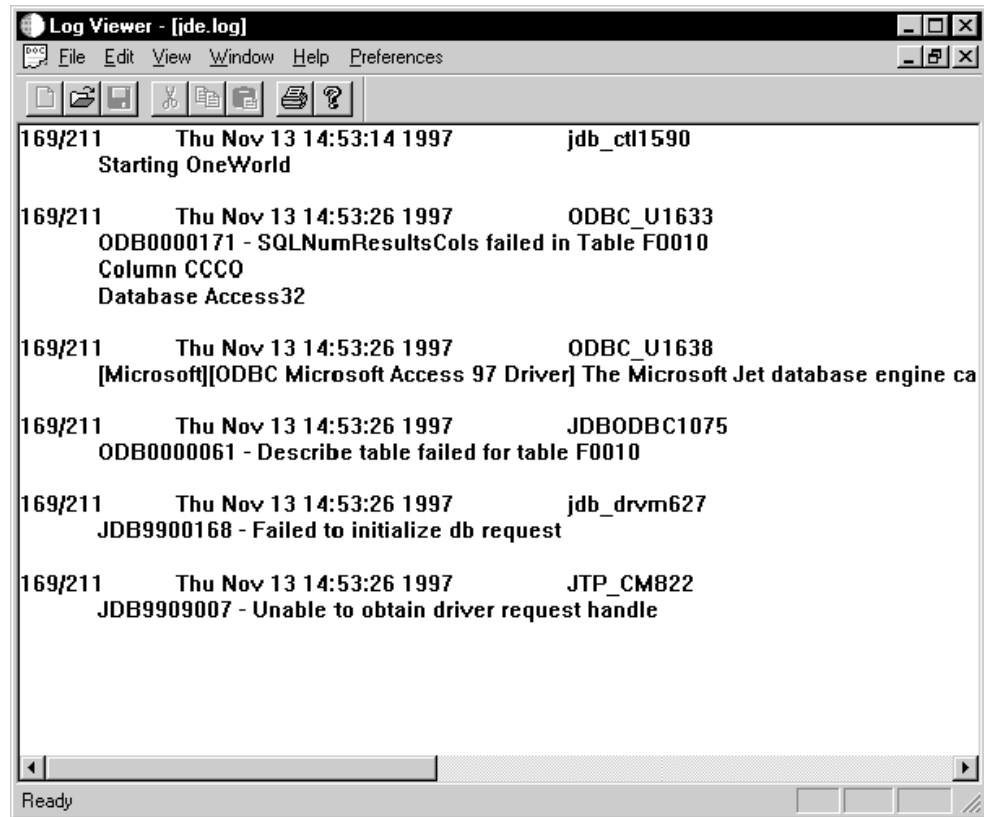 Log Viewer - [jde.log]
File Edit View Window Help Preferences
169/211 Thu Nov 13 14:53:14 1997 jdb_ctl1590
Starting OneWorld
169/211 Thu Nov 13 14:53:26 1997 ODBC_U1633
ODB0000171 - SQLNumResultsCols failed in Table F0010
Column CCCO
Database Access32
169/211 Thu Nov 13 14:53:26 1997 ODBC_U1638
[Microsoft][ODBC Microsoft Access 97 Driver] The Microsoft Jet database engine ca
169/211 Thu Nov 13 14:53:26 1997 JDBODBC1075
ODB0000061 - Describe table failed for table F0010
169/211 Thu Nov 13 14:53:26 1997 jdb_drvm627
JDB9900168 - Failed to initialize db request
169/211 Thu Nov 13 14:53:26 1997 JTP_CM822
JDB9909007 - Unable to obtain driver request handle
Ready